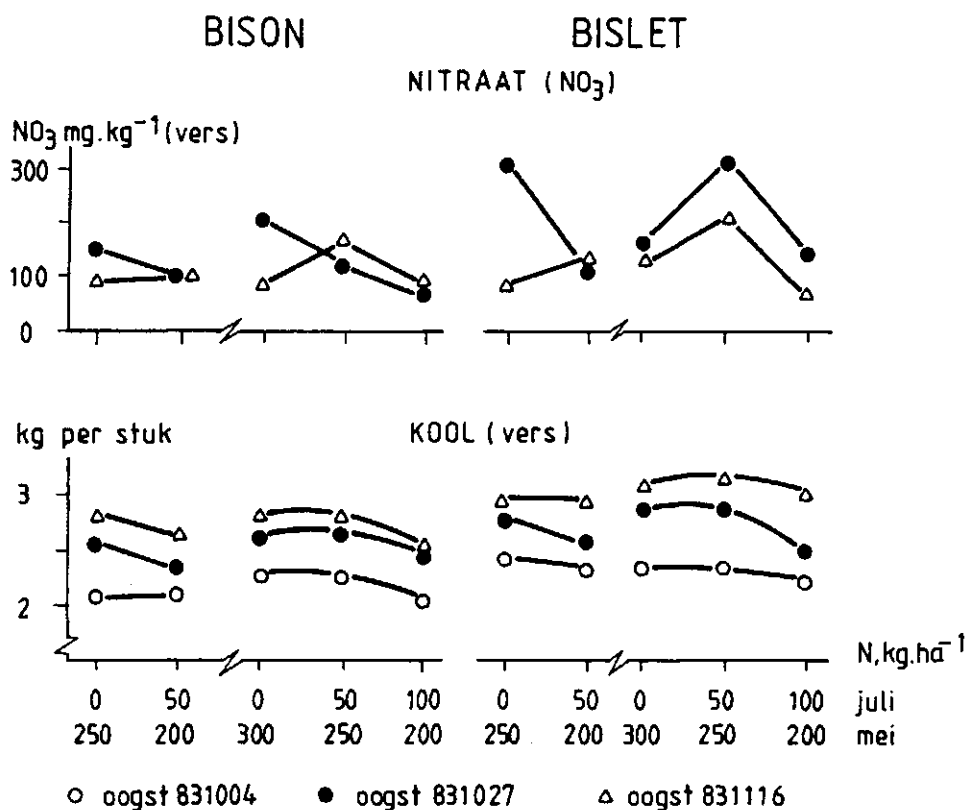 BISON BISLET
NITRAAT (NO₃)
NO₃ mg.kg⁻¹ (vers)
300
100
0
kg per stuk KOOL (vers)
3
2
N, kg.ha⁻¹
0 50 0 50 100 0 50 0 50 100 juli
250 200 300 250 200 250 200 300 250 200 mei
○ oogst 831004 ● oogst 831027 △ oogst 831116